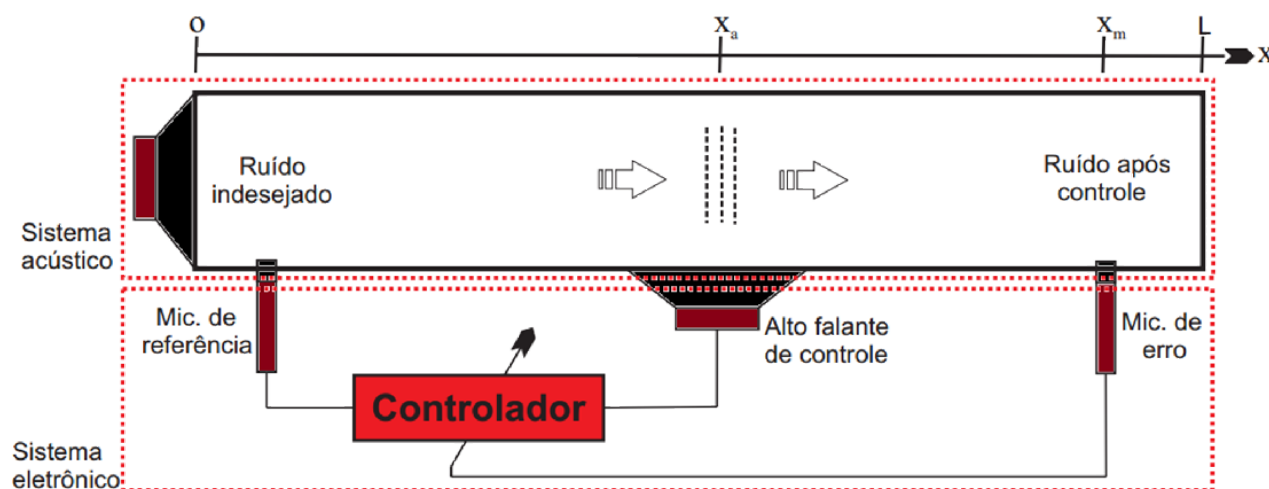 O
Xₐ
Xₘ
L
X
Ruído
indesejado
Ruído após
controle
Sistema
acústico
Mic. de
referência
Alto falante
de controle
Mic. de
erro
Controlador
Sistema
eletrônico